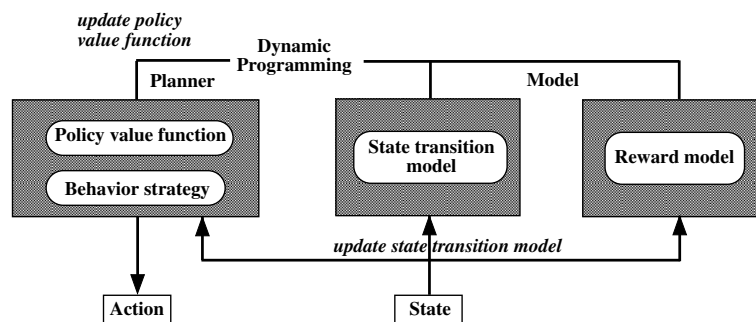 update policy
value function
Dynamic
Programming
Planner
Model
Policy value function
Behavior strategy
State transition
model
Reward model
update state transition model
Action
State